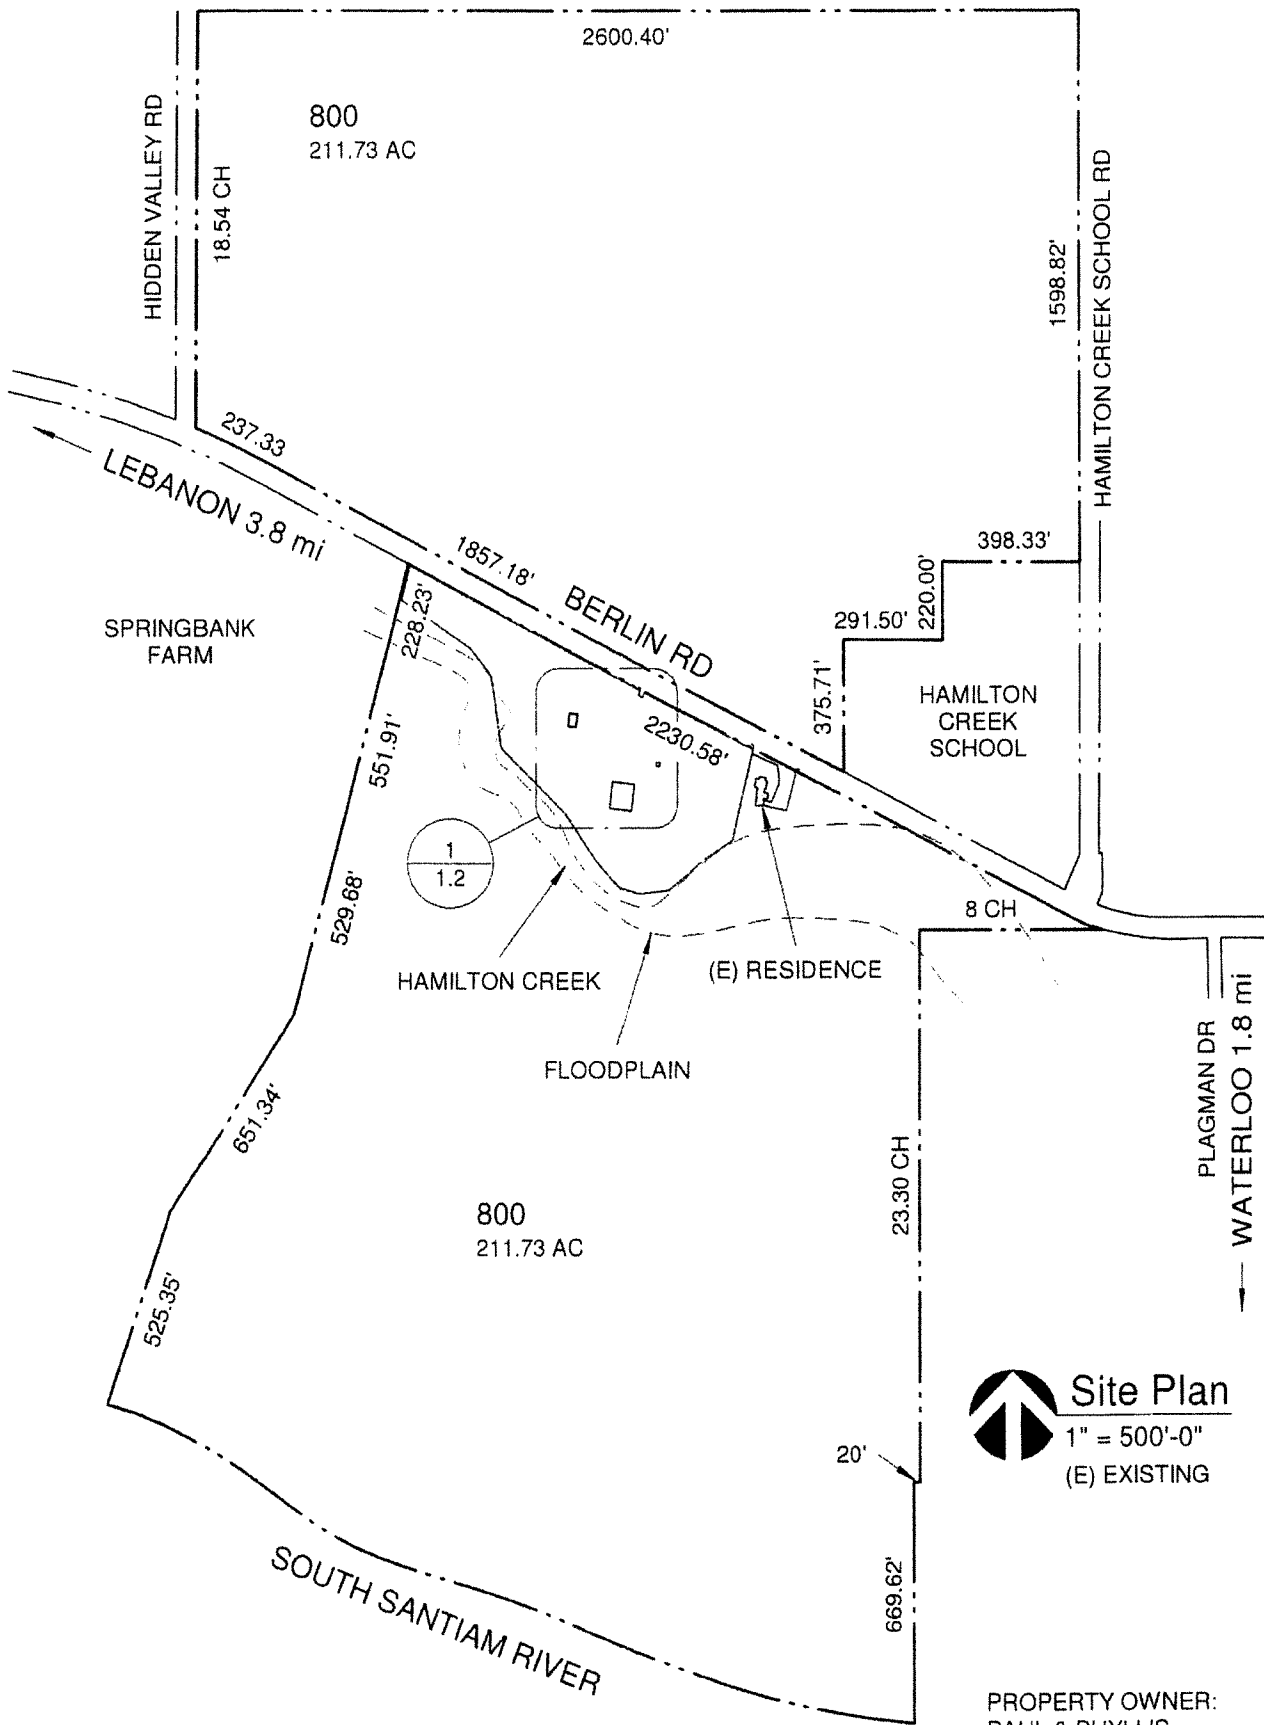 2600.40'
800
211.73 AC
HIDDEN VALLEY RD
18.54 CH
1598.82'
HAMILTON CREEK SCHOOL RD
237.33
LEBANON 3.8 mi
1857.18'
BERLIN RD
398.33'
220.00'
291.50'
375.71'
HAMILTON
CREEK
SCHOOL
SPRINGBANK
FARM
228.23'
2230.58'
551.91'
1
1.2
529.68'
8 CH
HAMILTON CREEK
(E) RESIDENCE
FLOODPLAIN
PLAGMAN DR
WATERLOO 1.8 mi
651.34'
23.30 CH
800
211.73 AC
525.35'
Site Plan
1" = 500'-0"
(E) EXISTING
20'
669.62'
SOUTH SANTIAM RIVER
PROPERTY OWNER:
PAUL & PHYLLIS